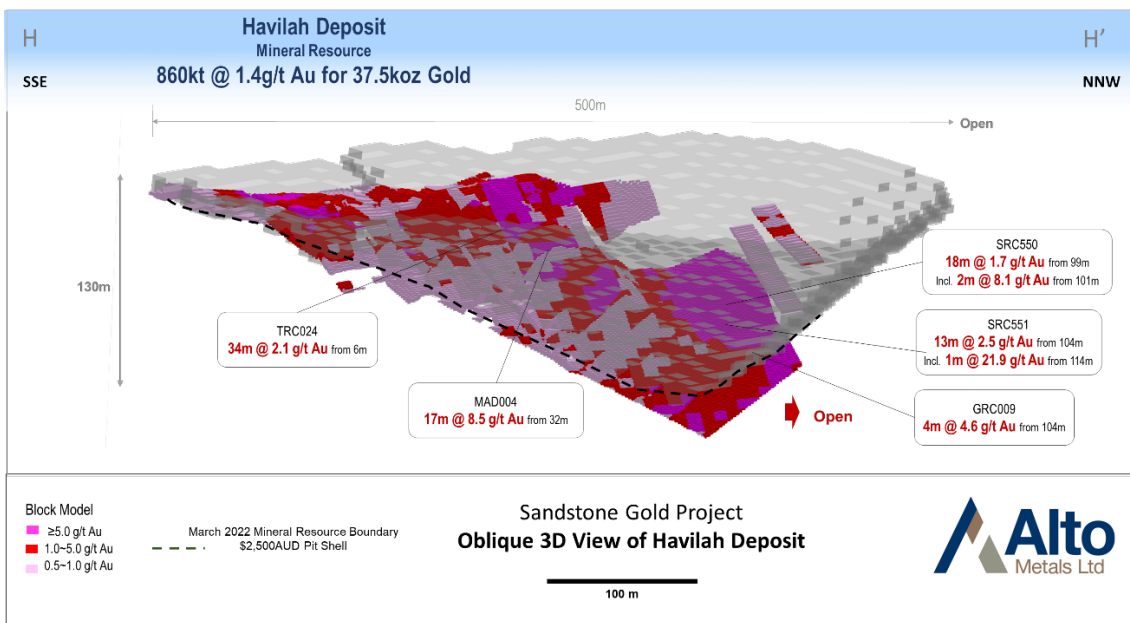 H
Havilah Deposit
Mineral Resource
860kt @ 1.4g/t Au for 37.5koz Gold
H'
SSE
NNW
500m
Open
130m
SRC550
18m @ 1.7 g/t Au from 99m
Incl. 2m @ 8.1 g/t Au from 101m
TRC024
34m @ 2.1 g/t Au from 6m
SRC551
13m @ 2.5 g/t Au from 104m
Incl. 1m @ 21.9 g/t Au from 114m
MAD004
17m @ 8.5 g/t Au from 32m
GRC009
4m @ 4.6 g/t Au from 104m
Open
Block Model
≥5.0 g/t Au
1.0~5.0 g/t Au
0.5~1.0 g/t Au
March 2022 Mineral Resource Boundary
$2,500AUD Pit Shell
Sandstone Gold Project
Oblique 3D View of Havilah Deposit
100 m
Alto
Metals Ltd